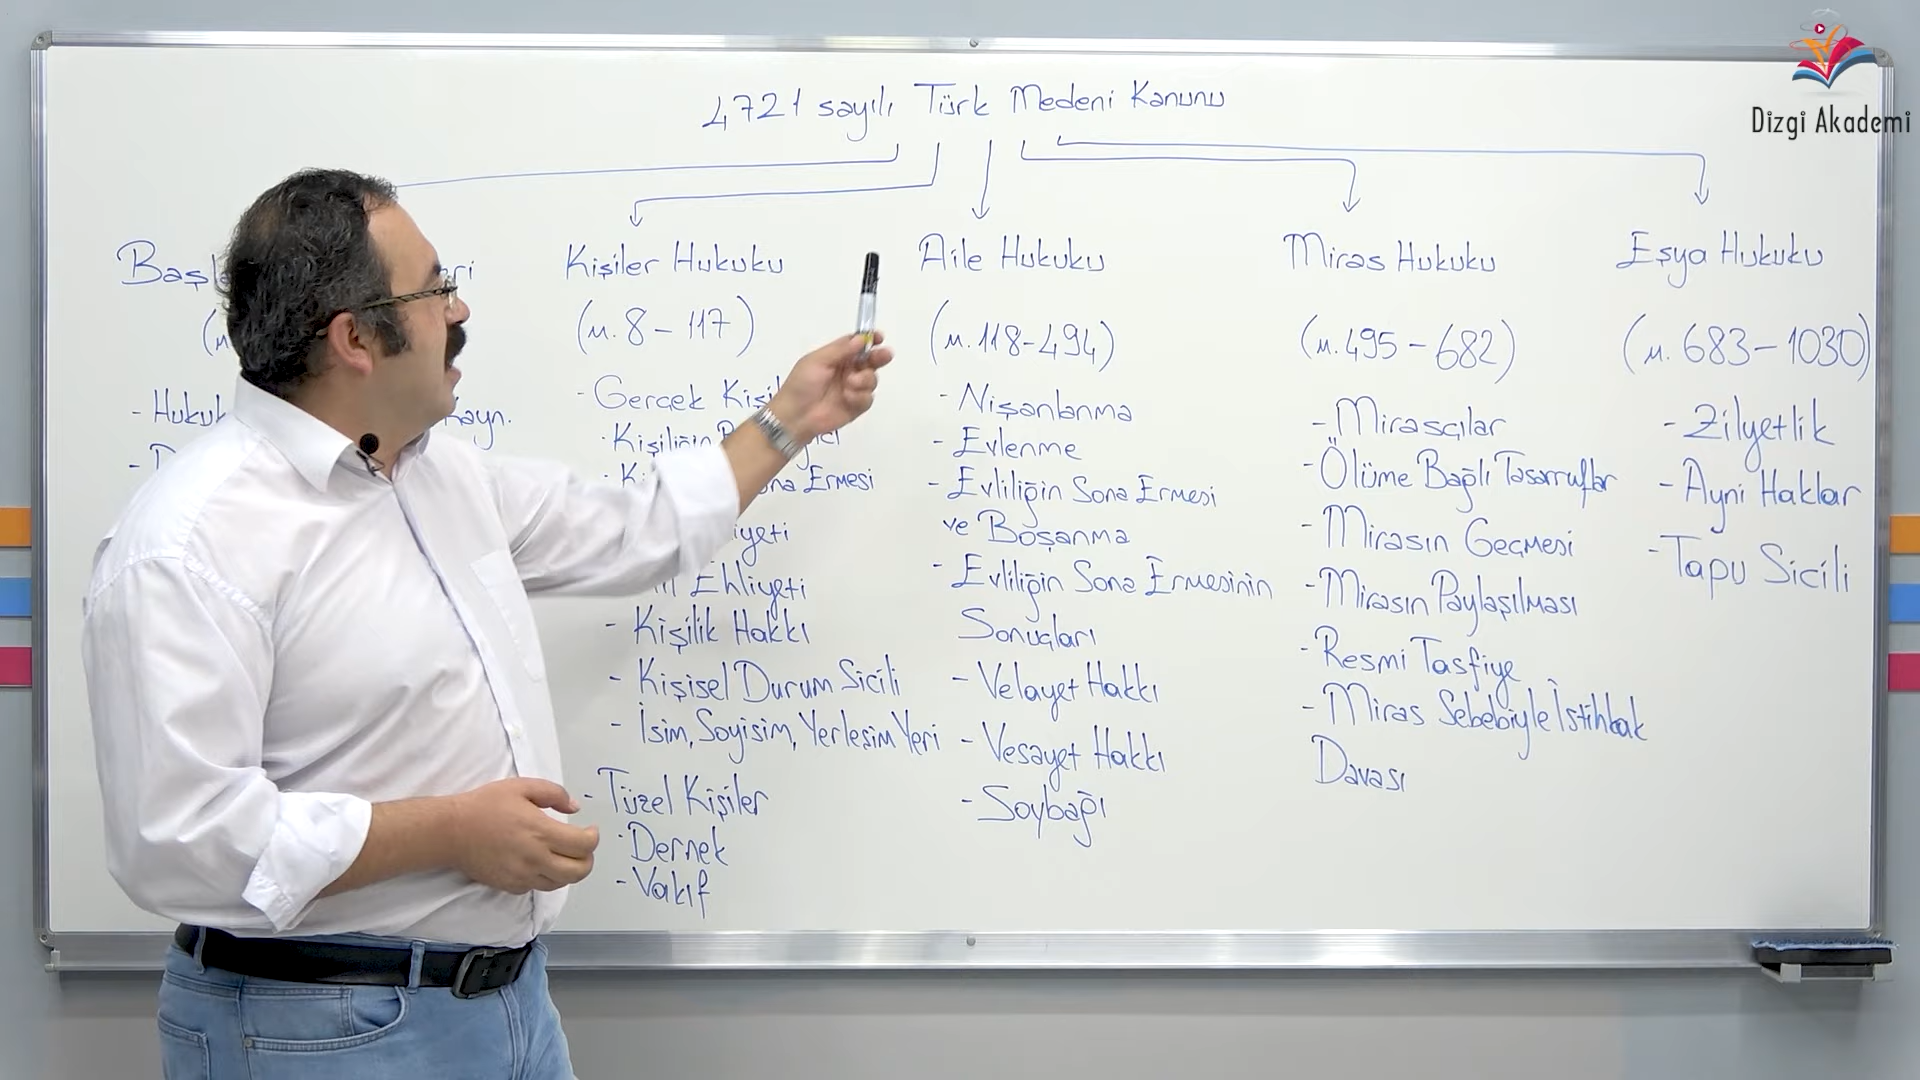 Dizgi Akademi
4721 sayılı Türk Medeni Kanunu
Kişiler Hukuku
(m. 8 - 117)
- Gerçek
- Kişiliğin
Sona Ermesi
Ehliyeti
- Kişilik Hakkı
- Kişisel Durum Sicili
- İsim, Soyisim, Yerleşim Yeri
- Tüzel Kişiler
- Dernek
- Vakıf
Aile Hukuku
(m. 118-494)
- Nişanlanma
- Evlenme
- Evliliğin Sona Ermesi
ve Boşanma
- Evliliğin Sona Ermesinin
Sonuçları
- Velayet Hakkı
- Vesayet Hakkı
- Soybağı
Miras Hukuku
(m. 495 - 682)
- Mirasçılar
- Ölüme Bağlı Tasarruflar
- Mirasın Geçmesi
- Mirasın Paylaşılması
- Resmi Tasfiye
- Miras Sebebiyle İstihkak
Davası
Eşya Hukuku
(m. 683 - 1030)
- Zilyetlik
- Ayni Haklar
- Tapu Sicili